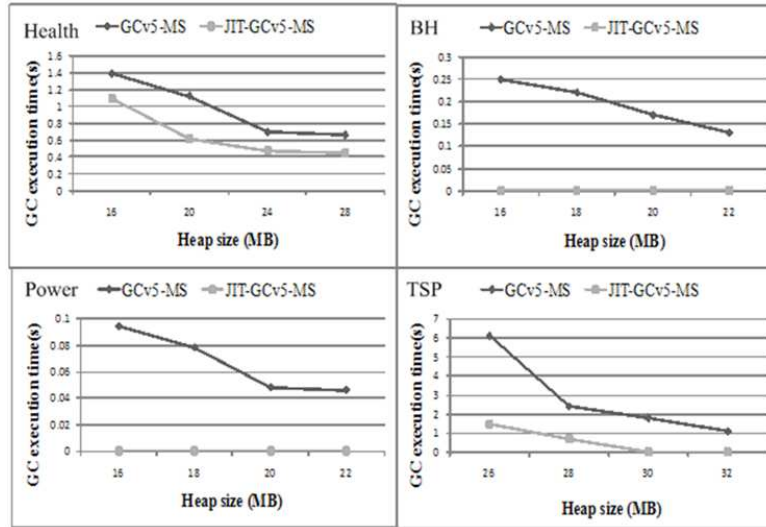 Health GCv5-MS JIT-GCv5-MS
GC execution time(s)
1.6
1.4
1.2
1
0.8
0.6
0.4
0.2
0
16 20 24 28
Heap size (MB)
BH GCv5-MS JIT-GCv5-MS
GC execution time(s)
0.3
0.25
0.2
0.15
0.1
0.05
0
16 18 20 22
Heap size (MB)
Power GCv5-MS JIT-GCv5-MS
GC execution time(s)
0.1
0.08
0.06
0.04
0.02
0
16 18 20 22
Heap size (MB)
TSP GCv5-MS JIT-GCv5-MS
GC execution time(s)
7
6
5
4
3
2
1
0
26 28 30 32
Heap size (MB)